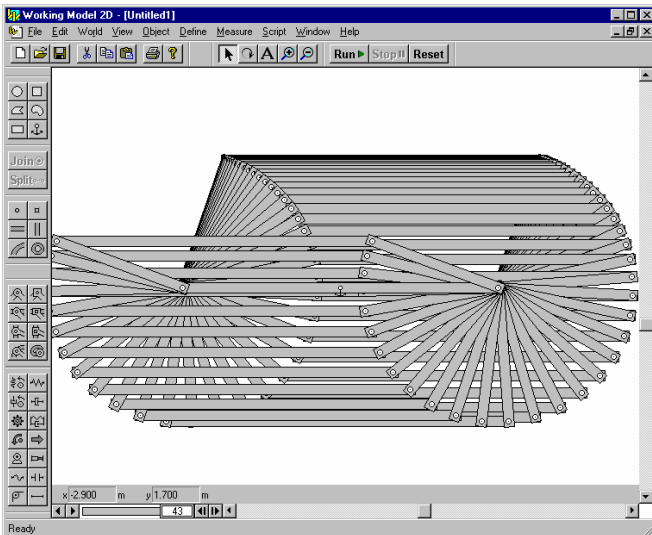 Working Model 2D - [Untitled1]
File Edit World View Object Define Measure Script Window Help
A Run Stop Reset
Join
Split
x -2.900 m y 1.700 m
43
Ready